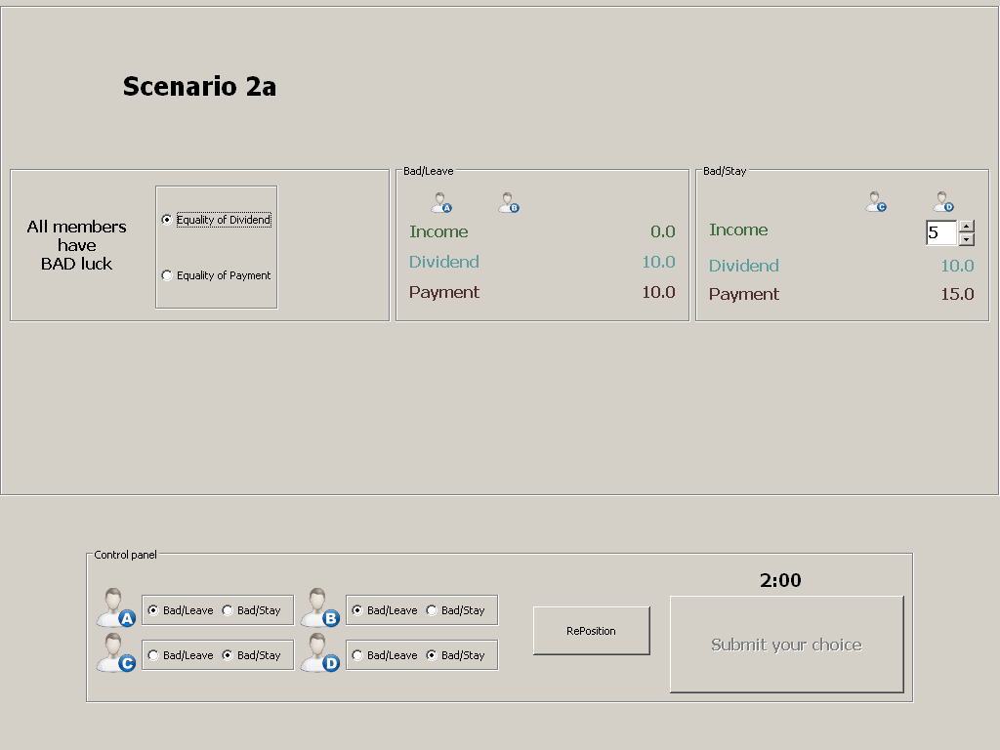 Scenario 2a
All members
have
BAD luck
Equality of Dividend
Equality of Payment
Bad/Leave
A B
Income 0.0
Dividend 10.0
Payment 10.0
Bad/Stay
C D
Income 5
Dividend 10.0
Payment 15.0
Control panel
A Bad/Leave Bad/Stay B Bad/Leave Bad/Stay
C Bad/Leave Bad/Stay D Bad/Leave Bad/Stay
RePosition
2:00
Submit your choice